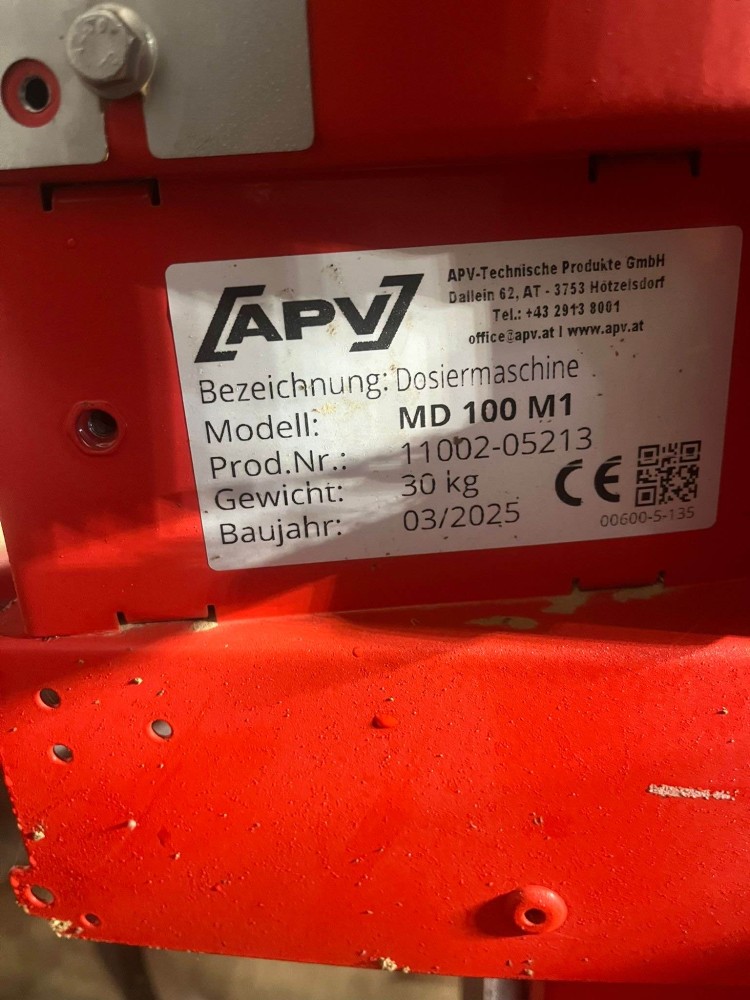 APV
APV-Technische Produkte GmbH
Dallein 62, AT - 3753 Hötzelsdorf
Tel.: +43 2913 8001
office@apv.at I www.apv.at
Bezeichnung: Dosiermaschine
Modell: MD 100 M1
Prod.Nr.: 11002-05213
Gewicht: 30 kg
Baujahr: 03/2025
CE
00600-5-135